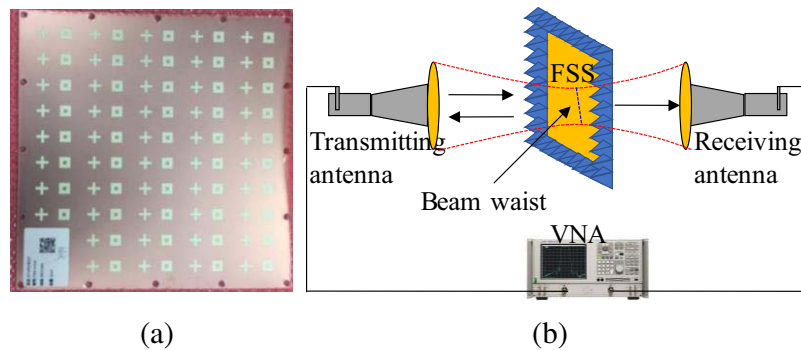 FSS
Transmitting
antenna
Receiving
antenna
Beam waist
VNA
(a)
(b)